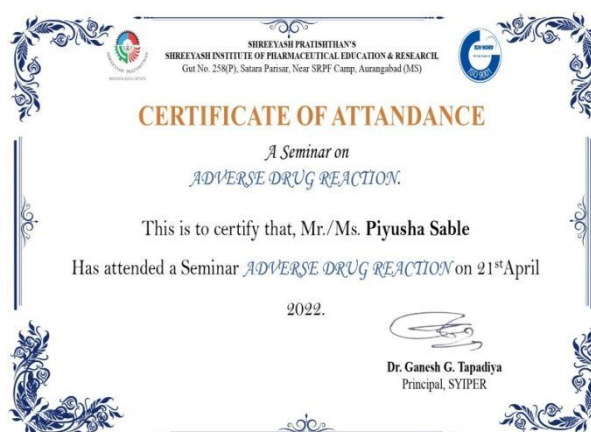 SHREEYASH PRATISHTHAN'S
SHREEYASH INSTITUTE OF PHARMACEUTICAL EDUCATION & RESEARCH,
Gut No. 258(P), Satara Parisar, Near SRPF Camp, Aurangabad (MS)
ISO 9001
CERTIFICATE OF ATTANDANCE
A Seminar on
ADVERSE DRUG REACTION.
This is to certify that, Mr./Ms. Piyusha Sable
Has attended a Seminar ADVERSE DRUG REACTION on 21st April
2022.
Dr. Ganesh G. Tapadiya
Principal, SYIPER